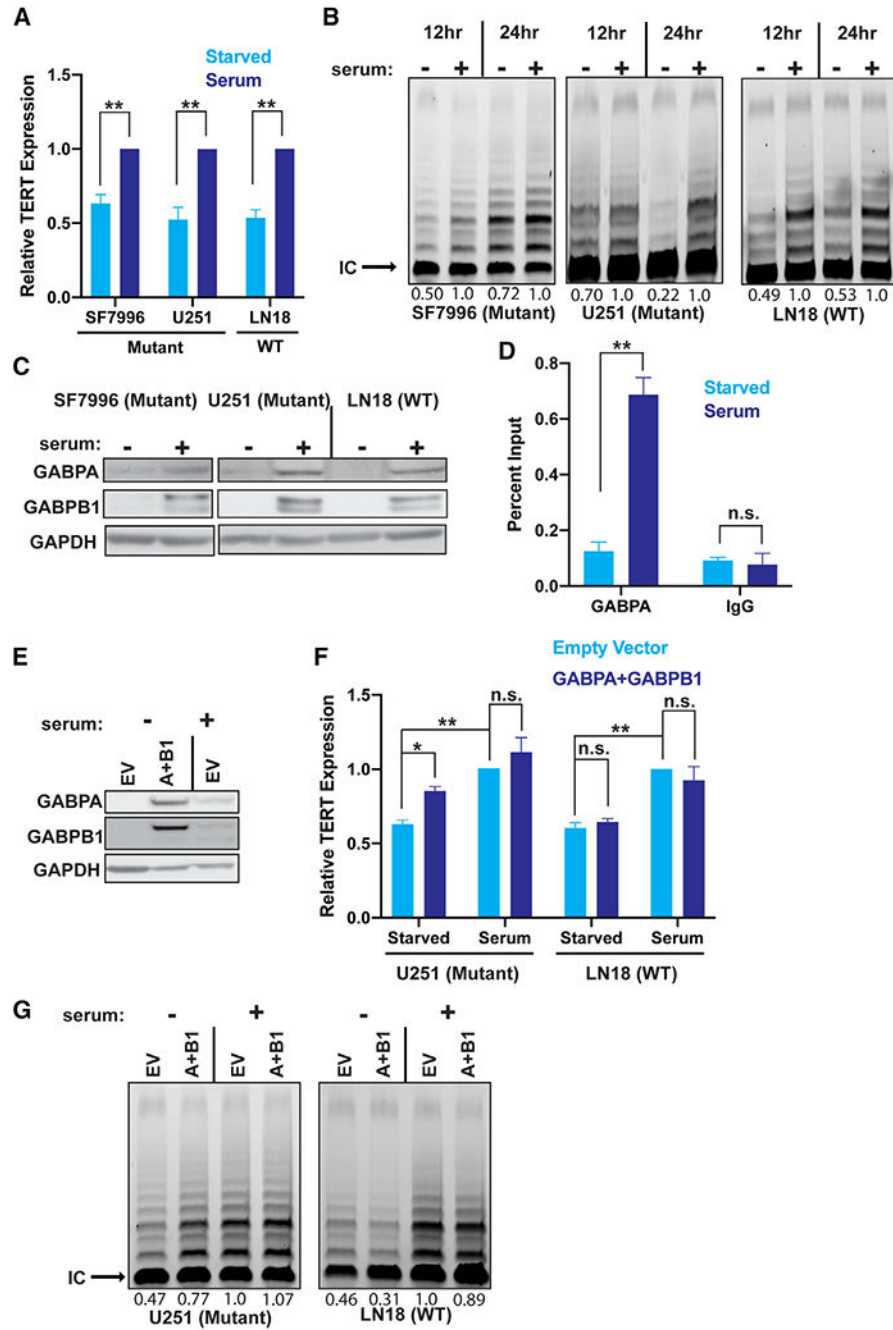 A
Starved
Serum
Relative TERT Expression
1.5
1.0
0.5
0.0
** ** **
SF7996 U251 LN18
Mutant WT
B
12hr 24hr 12hr 24hr 12hr 24hr
serum: - + - + - + - + - + - +
IC
0.50 1.0 0.72 1.0 0.70 1.0 0.22 1.0 0.49 1.0 0.53 1.0
SF7996 (Mutant) U251 (Mutant) LN18 (WT)
C
SF7996 (Mutant) U251 (Mutant) LN18 (WT)
serum: - + - + - +
GABPA
GABPB1
GAPDH
D
Starved
Serum
Percent Input
0.8
0.6
0.4
0.2
0.0
**
n.s.
GABPA IgG
E
serum: - +
EV A+B1 EV
GABPA
GABPB1
GAPDH
F
Empty Vector
GABPA+GABPB1
Relative TERT Expression
1.5
1.0
0.5
0.0
** * n.s. ** n.s. n.s.
Starved Serum Starved Serum
U251 (Mutant) LN18 (WT)
G
serum: - + - +
EV A+B1 EV A+B1 EV A+B1 EV A+B1
IC
0.47 0.77 1.0 1.07 0.46 0.31 1.0 0.89
U251 (Mutant) LN18 (WT)